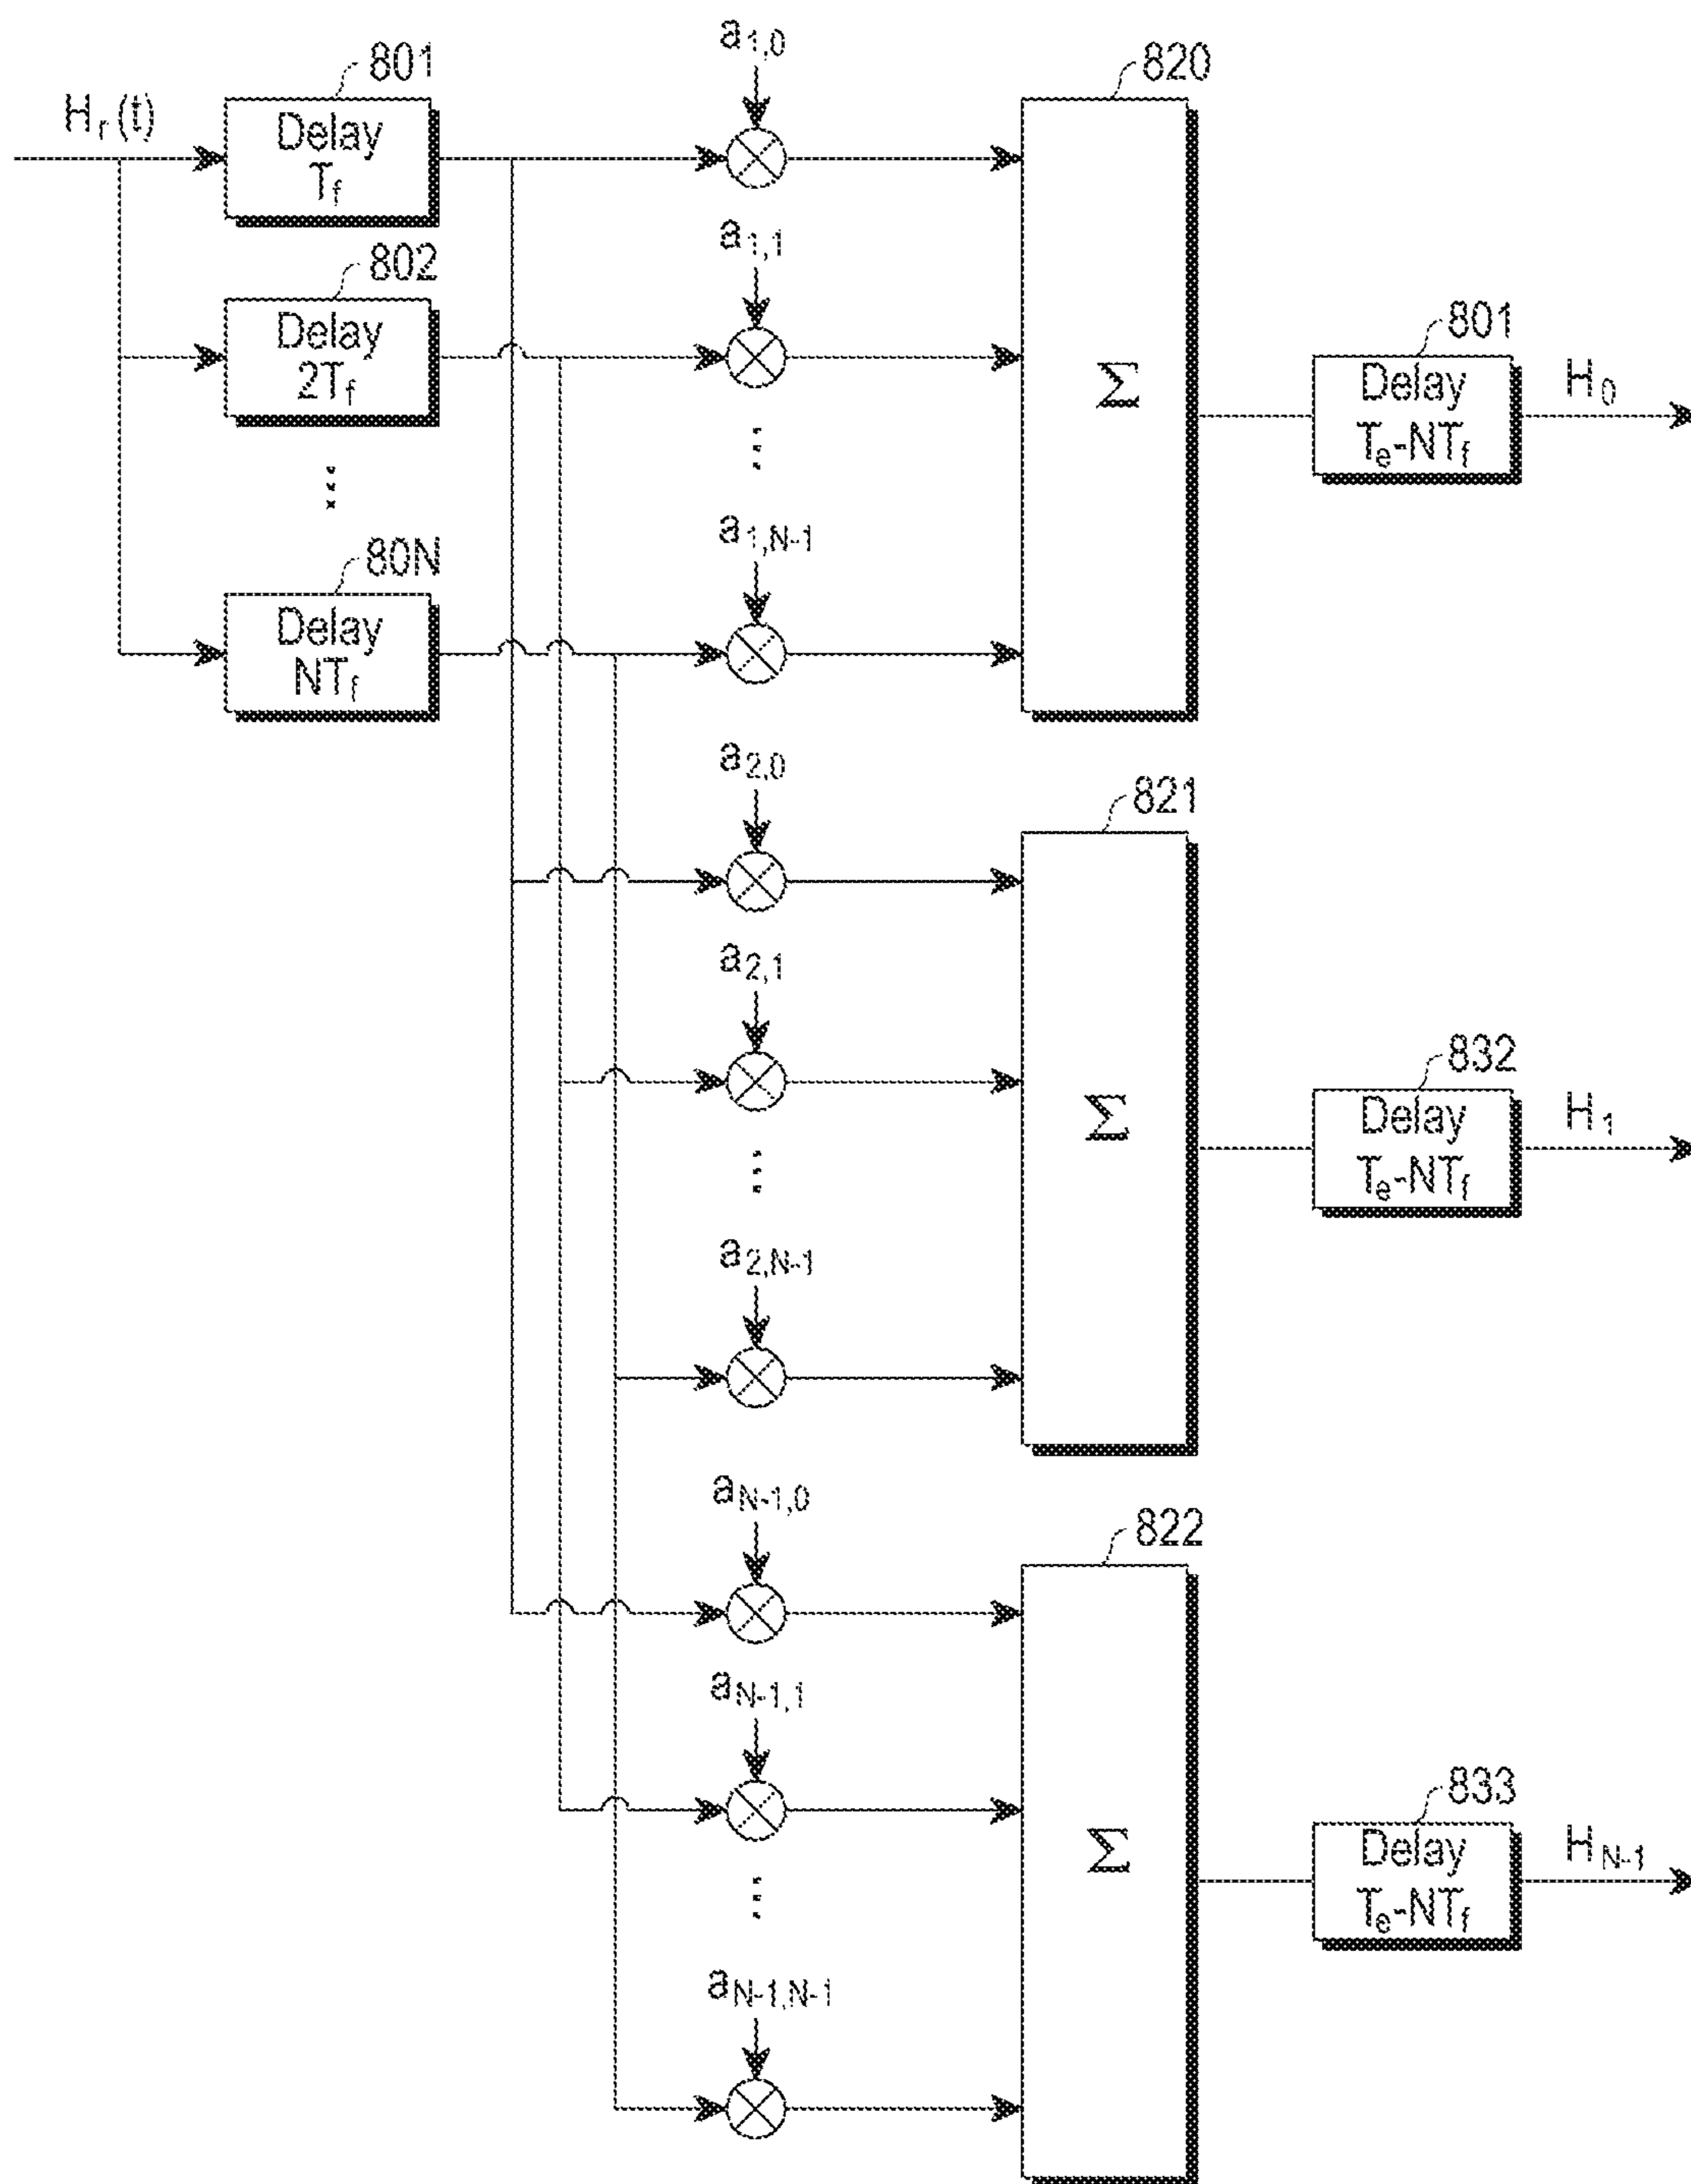 a1,0
801
820
Hr(t)
Delay
Tf
a1,1
802
Delay
2Tf
Σ
801
Delay
Te-NTf
H0
a1,N-1
80N
Delay
NTf
a2,0
821
a2,1
832
Σ
Delay
Te-NTf
H1
a2,N-1
aN-1,0
822
aN-1,1
833
Σ
Delay
Te-NTf
HN-1
aN-1,N-1